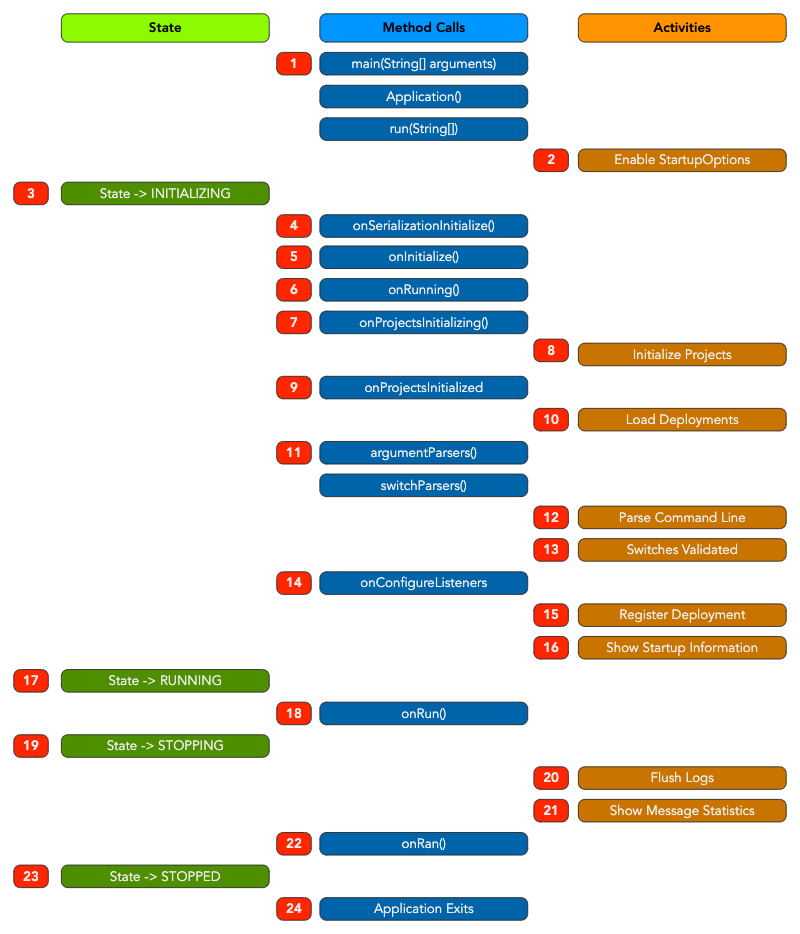 State Method Calls Activities
1 main(String[] arguments)
Application()
run(String[])
2 Enable StartupOptions
3 State -> INITIALIZING
4 onSerializationInitialize()
5 onInitialize()
6 onRunning()
7 onProjectsInitializing()
8 Initialize Projects
9 onProjectsInitialized
10 Load Deployments
11 argumentParsers()
switchParsers()
12 Parse Command Line
13 Switches Validated
14 onConfigureListeners
15 Register Deployment
16 Show Startup Information
17 State -> RUNNING
18 onRun()
19 State -> STOPPING
20 Flush Logs
21 Show Message Statistics
22 onRan()
23 State -> STOPPED
24 Application Exits